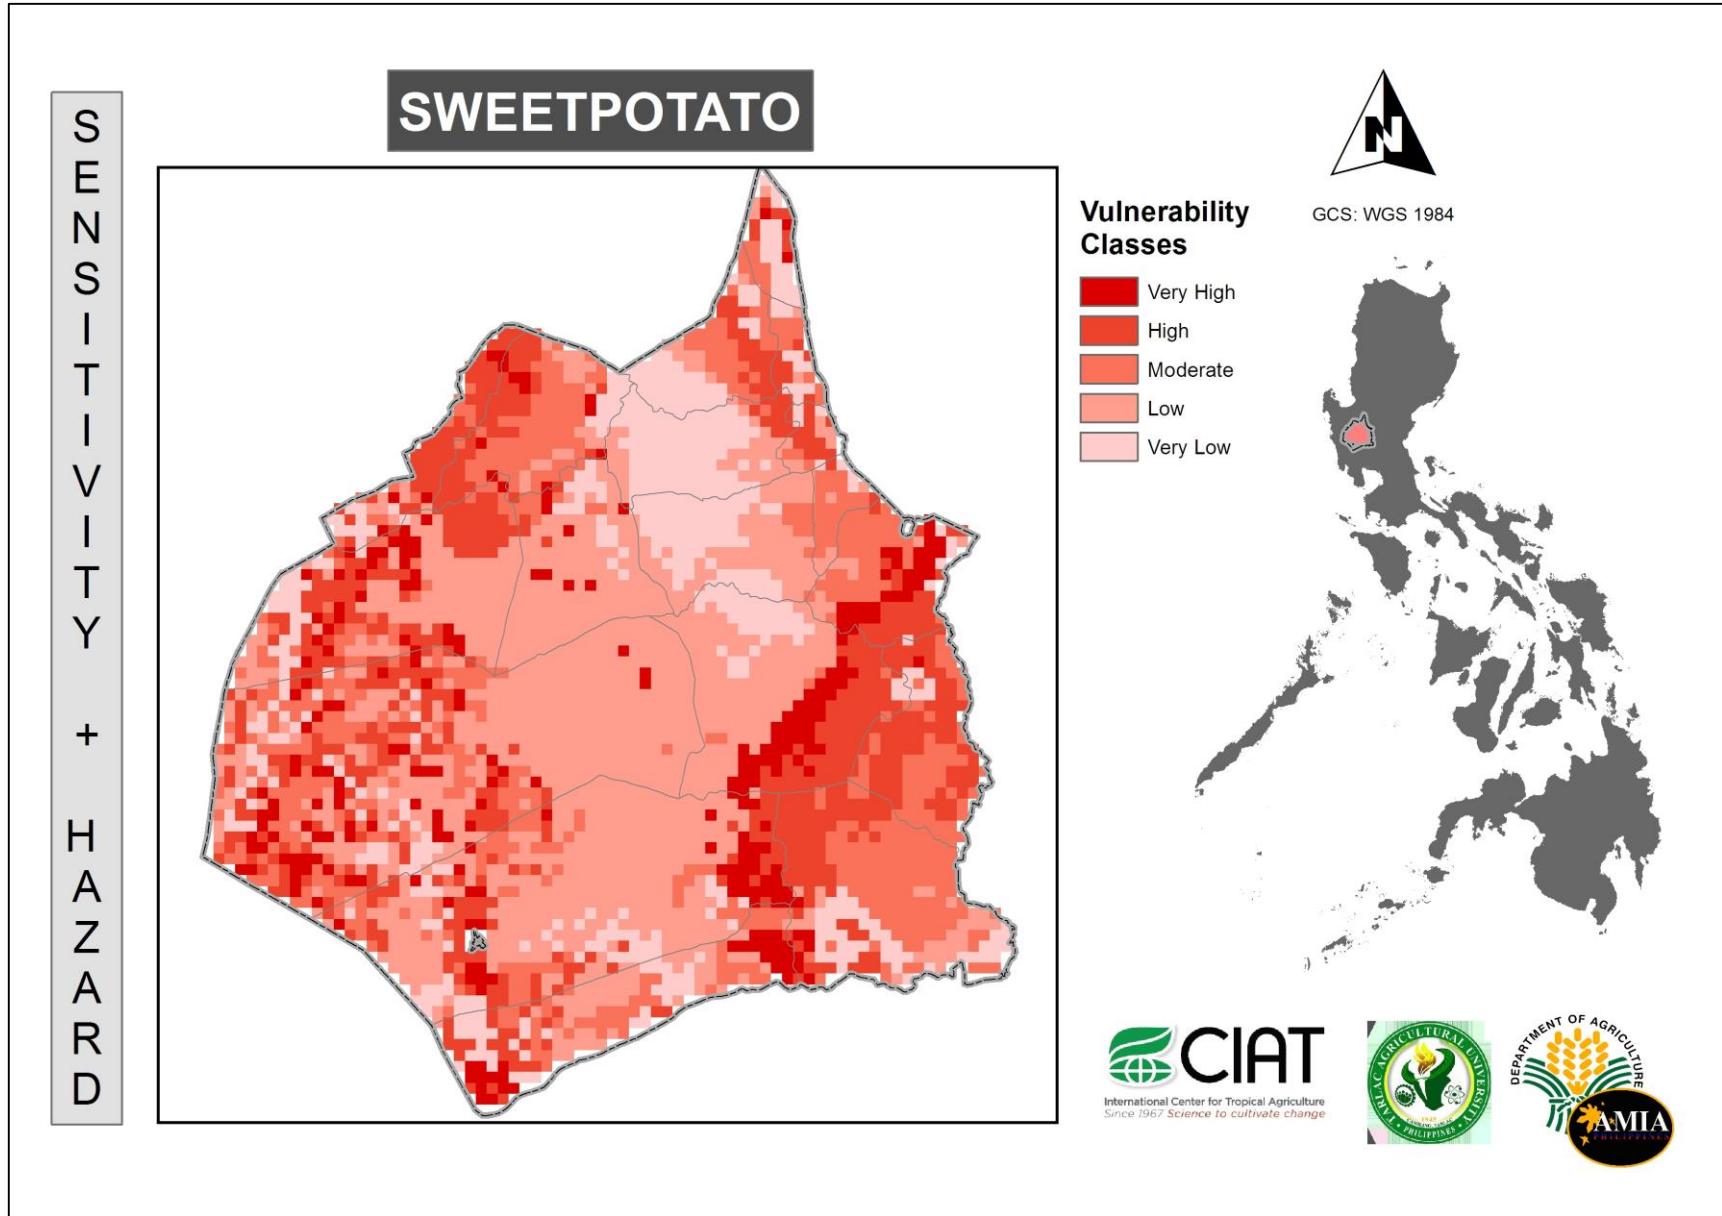 SENSITIVITY + HAZARD
SWEETPOTATO
N
GCS: WGS 1984
Vulnerability
Classes
Very High
High
Moderate
Low
Very Low
CIAT
International Center for Tropical Agriculture
Since 1967 Science to cultivate change
TARLAC AGRICULTURAL UNIVERSITY
PHILIPPINES
DEPARTMENT OF AGRICULTURE
AMIA
PHILIPPINES